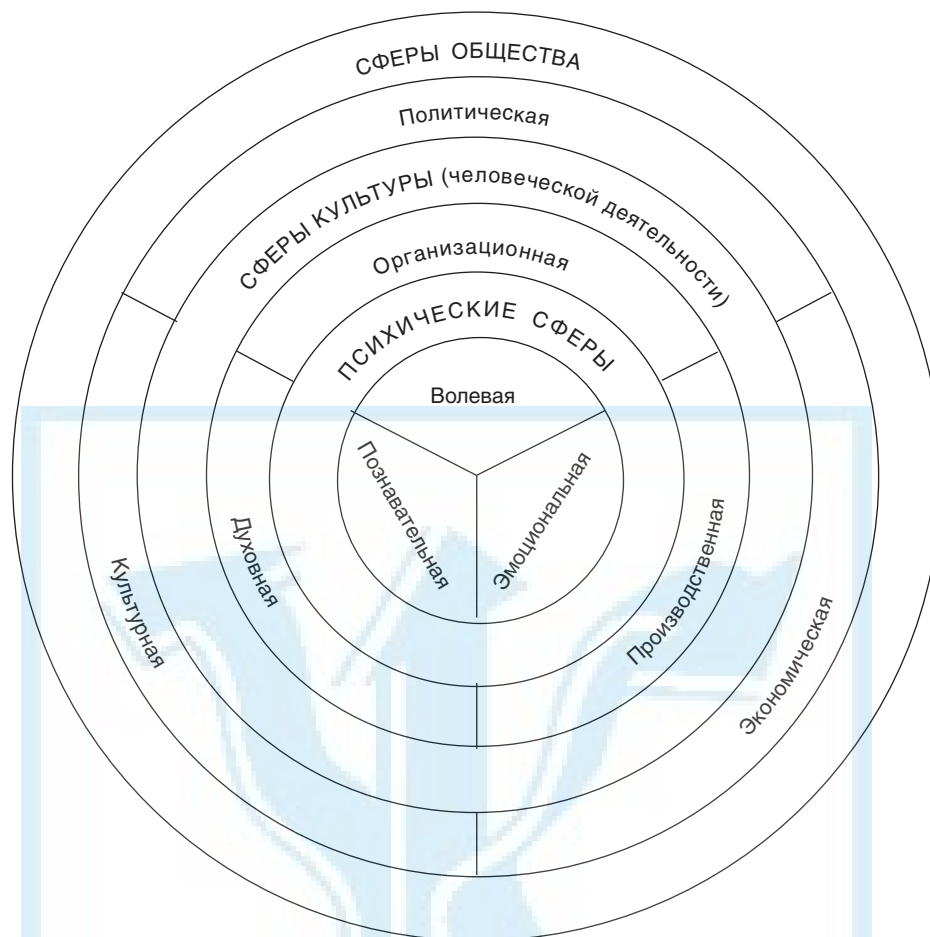 СФЕРЫ ОБЩЕСТВА
Политическая
СФЕРЫ КУЛЬТУРЫ (человеческой деятельности)
Организационная
ПСИХИЧЕСКИЕ СФЕРЫ
Волевая
Познавательная
Эмоциональная
Духовная
Производственная
Культурная
Экономическая